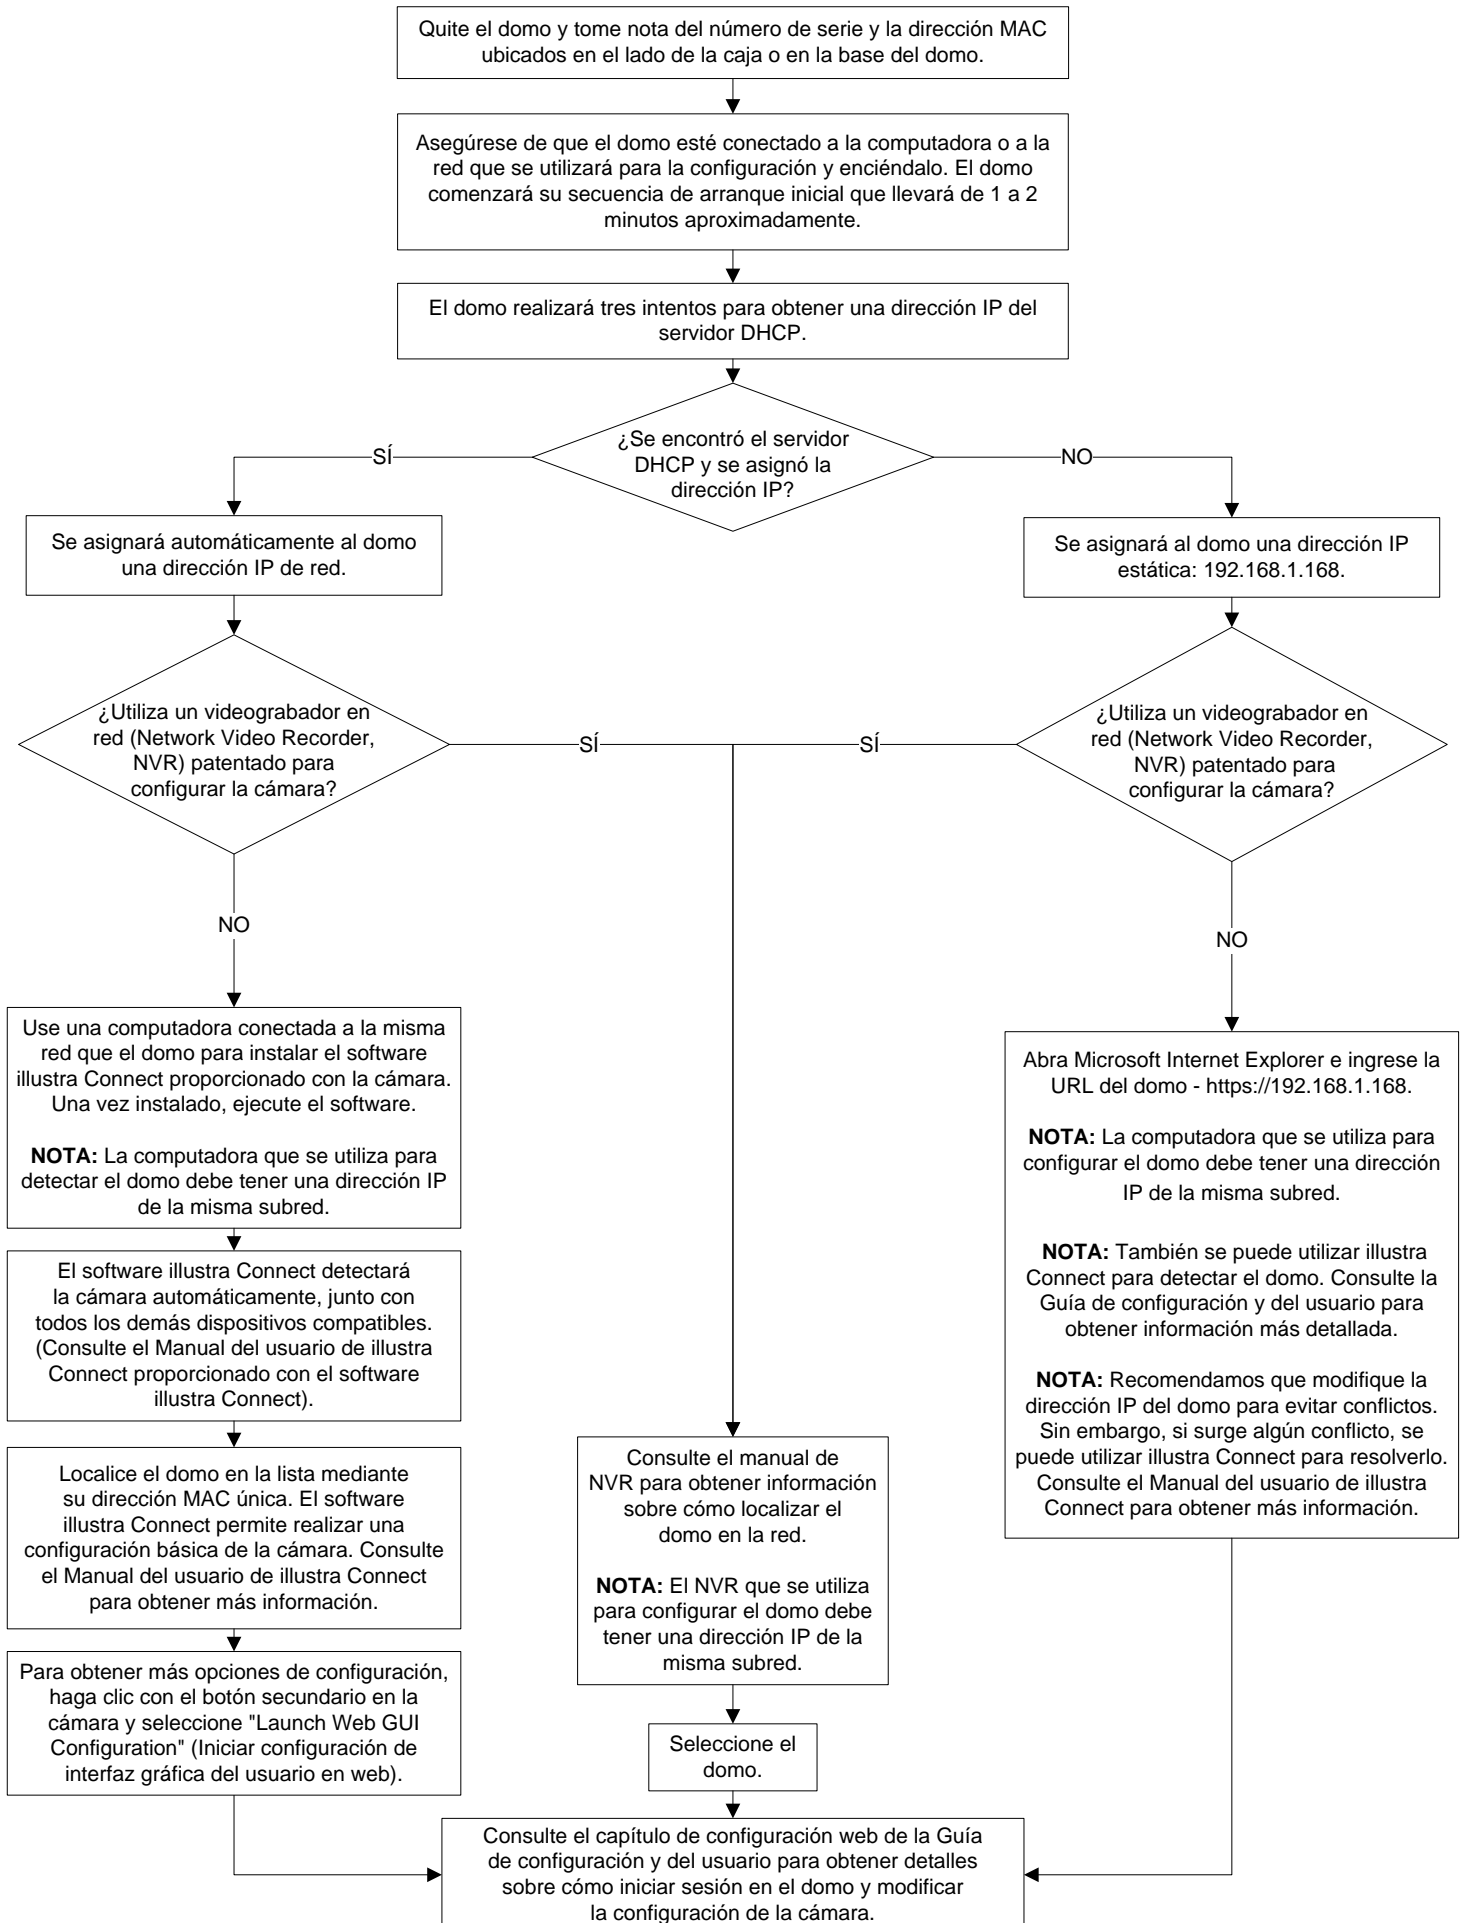 Quite el domo y tome nota del número de serie y la dirección MAC
ubicados en el lado de la caja o en la base del domo.
Asegúrese de que el domo esté conectado a la computadora o a la
red que se utilizará para la configuración y enciéndalo. El domo
comenzará su secuencia de arranque inicial que llevará de 1 a 2
minutos aproximadamente.
El domo realizará tres intentos para obtener una dirección IP del
servidor DHCP.
¿Se encontró el servidor
DHCP y se asignó la
dirección IP?
SÍ
NO
Se asignará automáticamente al domo
una dirección IP de red.
Se asignará al domo una dirección IP
estática: 192.168.1.168.
¿Utiliza un videograbador en
red (Network Video Recorder,
NVR) patentado para
configurar la cámara?
SÍ
SÍ
¿Utiliza un videograbador en
red (Network Video Recorder,
NVR) patentado para
configurar la cámara?
NO
NO
Use una computadora conectada a la misma
red que el domo para instalar el software
illustra Connect proporcionado con la cámara.
Una vez instalado, ejecute el software.
NOTA: La computadora que se utiliza para
detectar el domo debe tener una dirección IP
de la misma subred.
El software illustra Connect detectará
la cámara automáticamente, junto con
todos los demás dispositivos compatibles.
(Consulte el Manual del usuario de illustra
Connect proporcionado con el software
illustra Connect).
Localice el domo en la lista mediante
su dirección MAC única. El software
illustra Connect permite realizar una
configuración básica de la cámara. Consulte
el Manual del usuario de illustra Connect
para obtener más información.
Para obtener más opciones de configuración,
haga clic con el botón secundario en la
cámara y seleccione "Launch Web GUI
Configuration" (Iniciar configuración de
interfaz gráfica del usuario en web).
Consulte el manual de
NVR para obtener información
sobre cómo localizar el
domo en la red.
NOTA: El NVR que se utiliza
para configurar el domo debe
tener una dirección IP de la
misma subred.
Seleccione el
domo.
Abra Microsoft Internet Explorer e ingrese la
URL del domo - https://192.168.1.168.
NOTA: La computadora que se utiliza para
configurar el domo debe tener una dirección
IP de la misma subred.
NOTA: También se puede utilizar illustra
Connect para detectar el domo. Consulte la
Guía de configuración y del usuario para
obtener información más detallada.
NOTA: Recomendamos que modifique la
dirección IP del domo para evitar conflictos.
Sin embargo, si surge algún conflicto, se
puede utilizar illustra Connect para resolverlo.
Consulte el Manual del usuario de illustra
Connect para obtener más información.
Consulte el capítulo de configuración web de la Guía
de configuración y del usuario para obtener detalles
sobre cómo iniciar sesión en el domo y modificar
la configuración de la cámara.